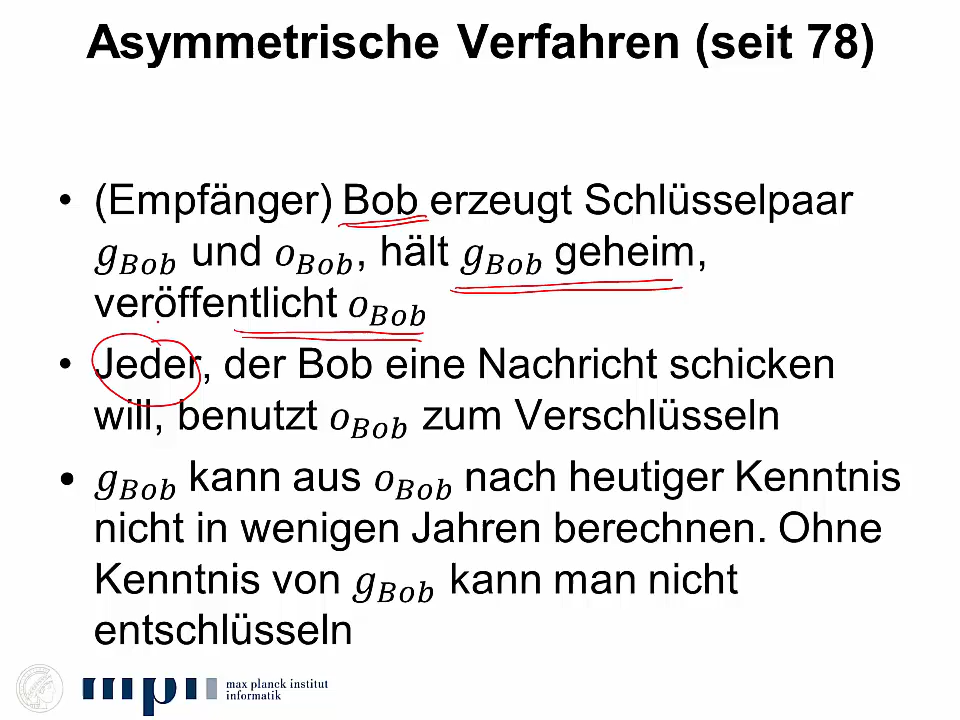 Asymmetrische Verfahren (seit 78)
• (Empfänger) Bob erzeugt Schlüsselpaar
g_Bob und o_Bob, hält g_Bob geheim,
veröffentlicht o_Bob
• Jeder, der Bob eine Nachricht schicken
will, benutzt o_Bob zum Verschlüsseln
• g_Bob kann aus o_Bob nach heutiger Kenntnis
nicht in wenigen Jahren berechnen. Ohne
Kenntnis von g_Bob kann man nicht
entschlüsseln
max planck institut
informatik